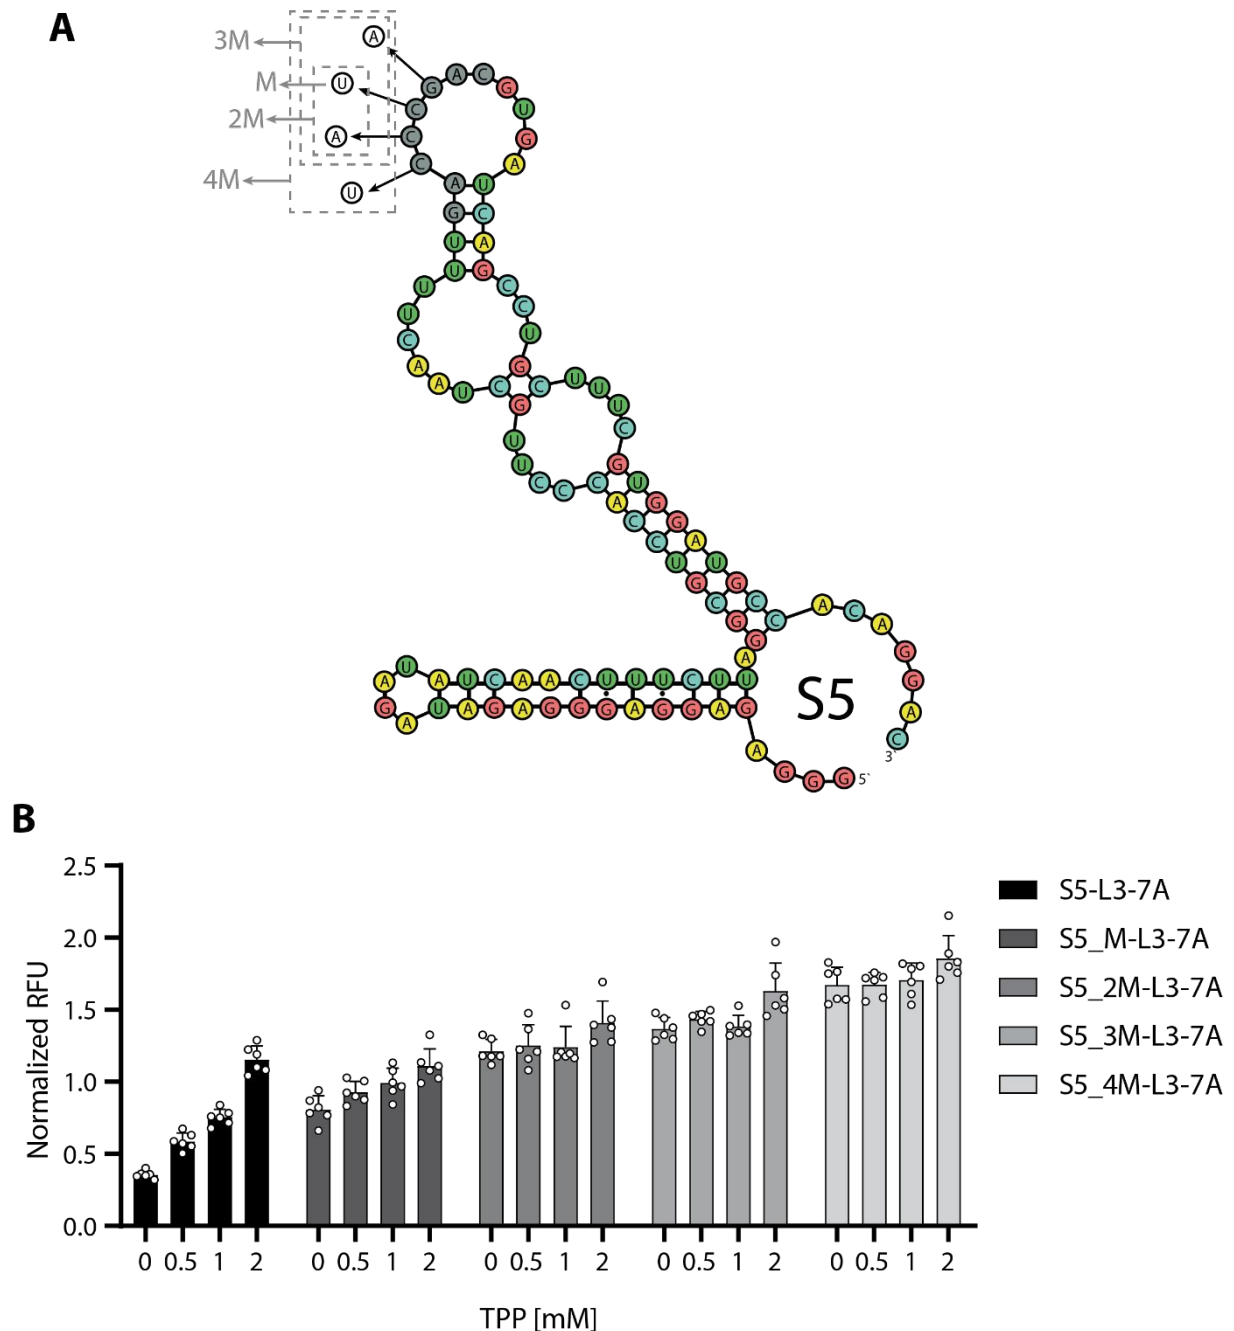 A
3M
M
2M
4M
A
U
A
U
GGGAGAGGAGGGAGAUAGAUAUCAACUUUCUUAGGCGUCCACCCUUGCUAACUUUUGACCCGACGUGAUCAGCCUGCUUUCGUGGAUGCCACAGGAC
S5
3`
5`
B
Normalized RFU
2.5
2.0
1.5
1.0
0.5
0.0
0 0.5 1 2 0 0.5 1 2 0 0.5 1 2 0 0.5 1 2 0 0.5 1 2
TPP [mM]
S5-L3-7A
S5_M-L3-7A
S5_2M-L3-7A
S5_3M-L3-7A
S5_4M-L3-7A